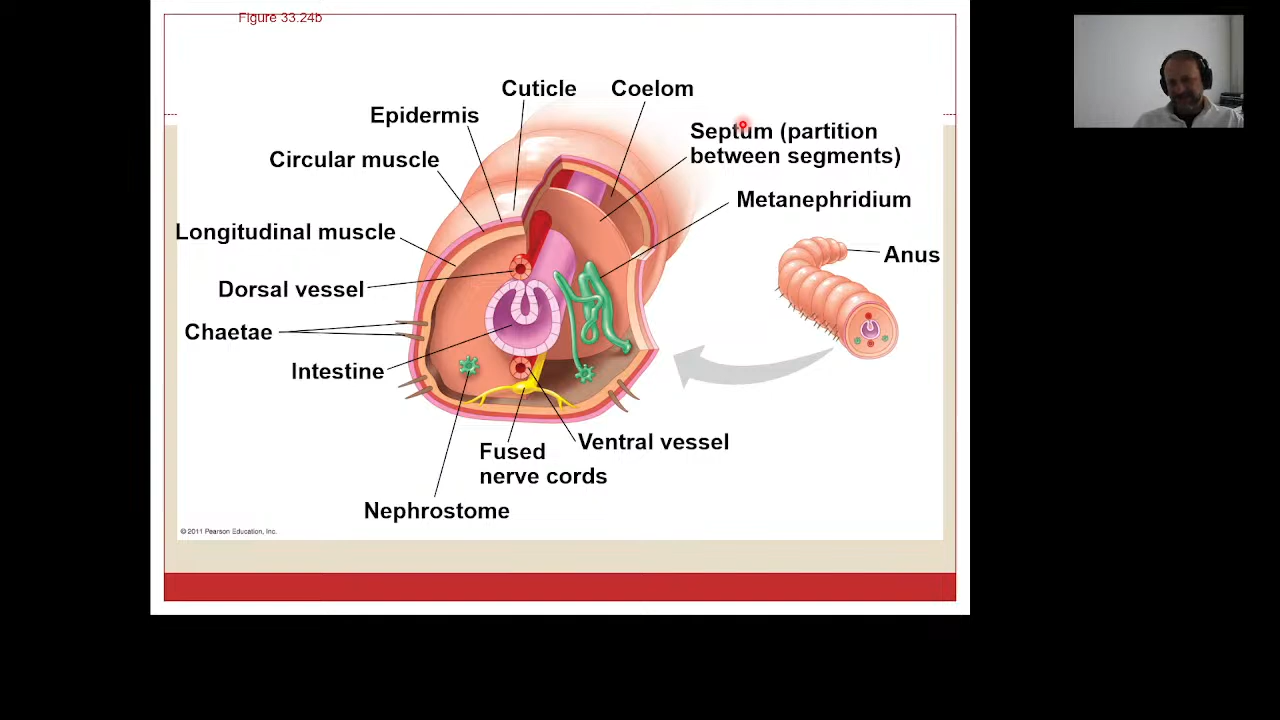 Figure 33.24b
Cuticle
Coelom
Epidermis
Septum (partition
between segments)
Circular muscle
Metanephridium
Longitudinal muscle
Anus
Dorsal vessel
Chaetae
Intestine
Ventral vessel
Fused
nerve cords
Nephrostome
© 2011 Pearson Education, Inc.